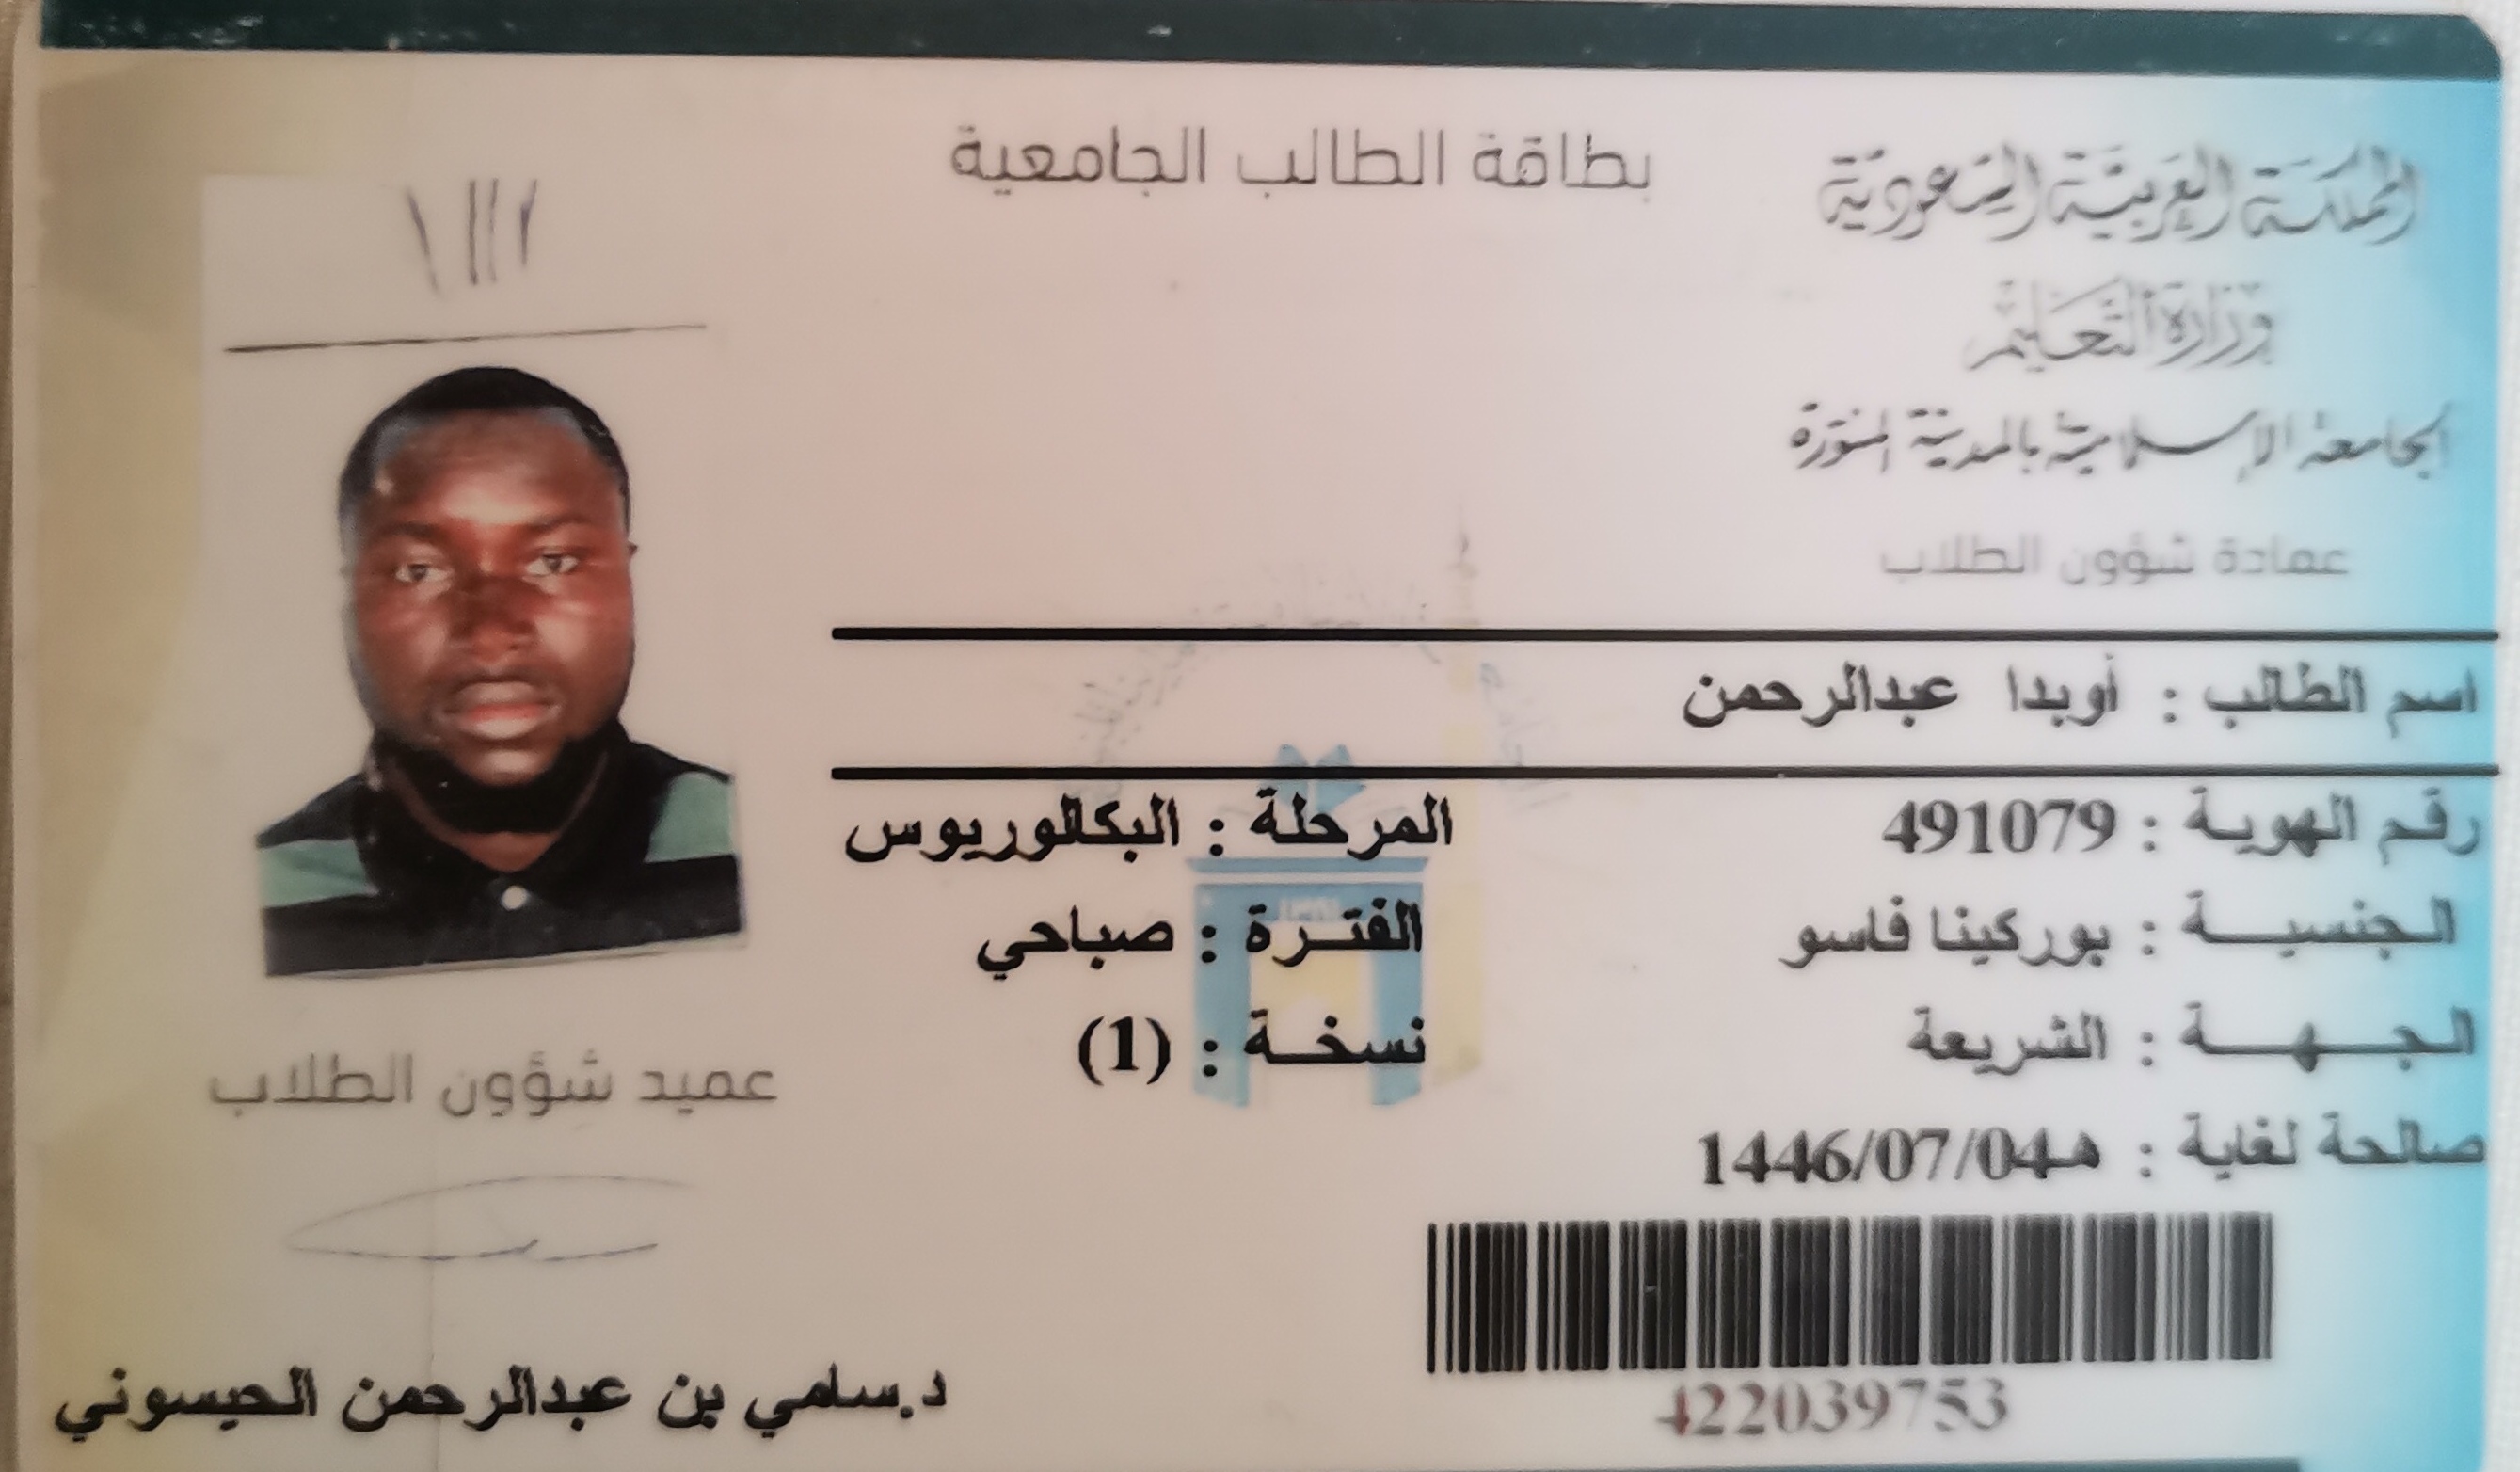 بطاقة الطالب الجامعية
المملكة العربية السعودية
وزارة التعليم
الجامعة الإسلامية بالمدينة المنورة
عمادة شؤون الطلاب
اسم الطالب : أوبدا عبدالرحمن
رقم الهوية : 491079
المرحلة : البكالوريوس
الجنسية : بوركينا فاسو
الفترة : صباحي
الجهة : الشريعة
نسخة : (1)
صالحة لغاية : 1446/07/04هـ
422039753
عميد شؤون الطلاب
د.سامي بن عبدالرحمن الحيسوني